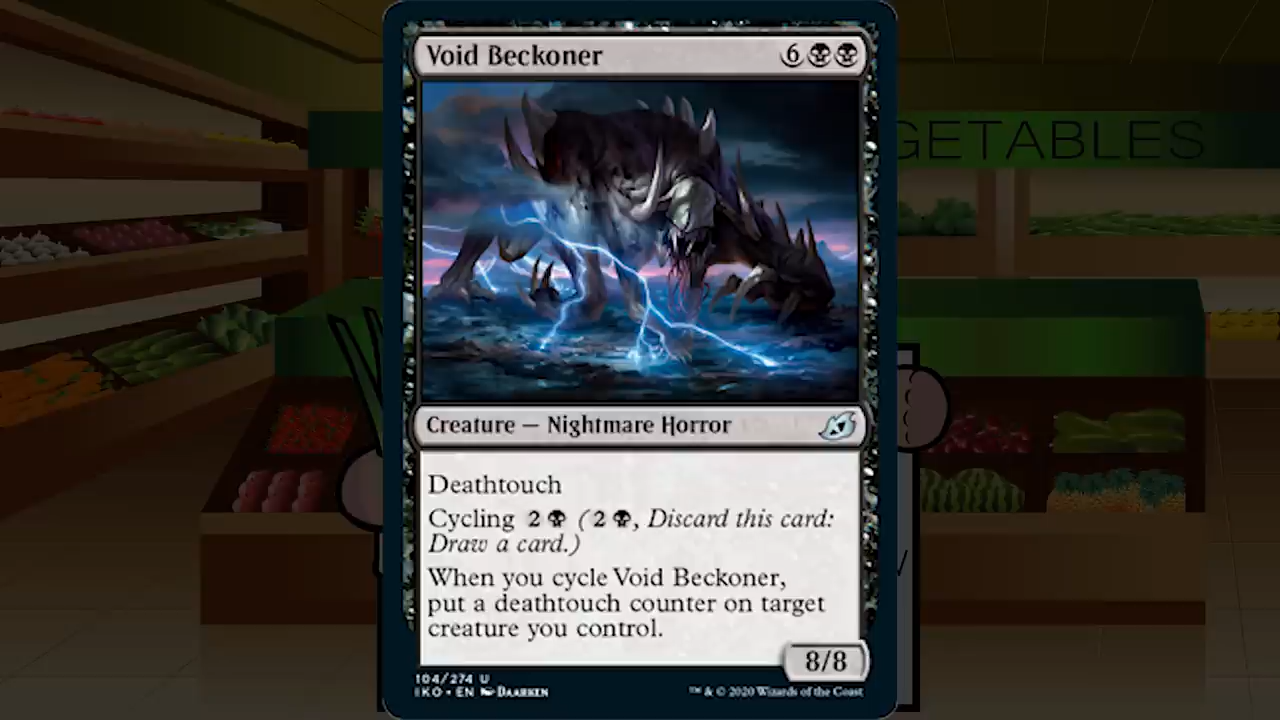 Void Beckoner 6
GETABLES
Creature — Nightmare Horror
Deathtouch
Cycling 2 (2, Discard this card:
Draw a card.)
When you cycle Void Beckoner,
put a deathtouch counter on target
creature you control.
8/8
104/274 U
IKO • EN DAARKEN
™ & © 2020 Wizards of the Coast